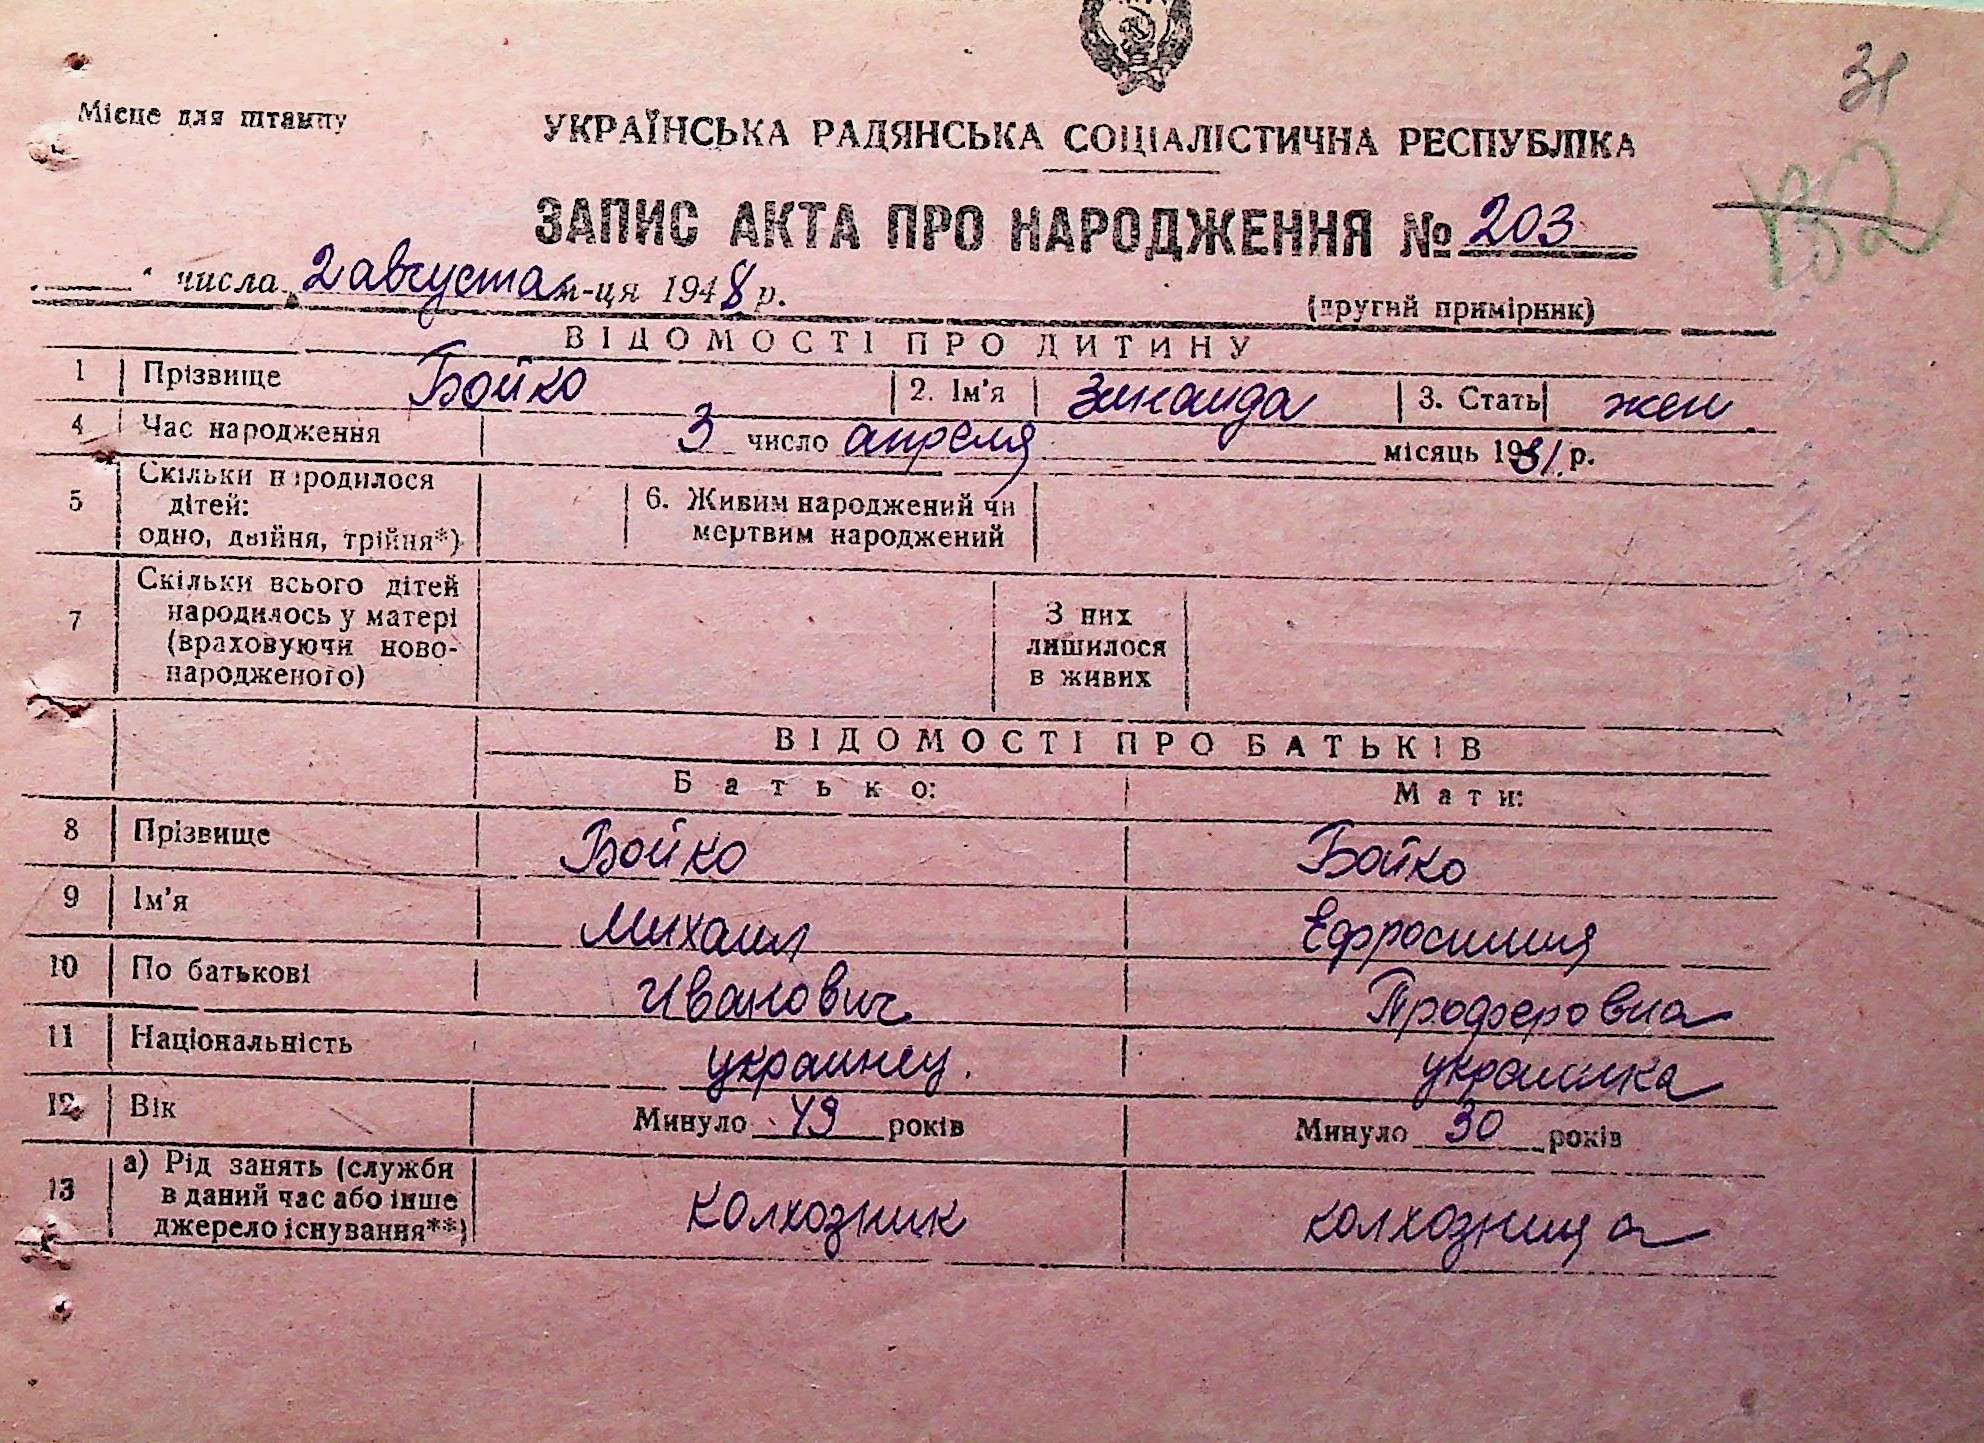 31
Місце для штампу
УКРАЇНСЬКА РАДЯНСЬКА СОЦІАЛІСТИЧНА РЕСПУБЛІКА
132
ЗАПИС АКТА ПРО НАРОДЖЕННЯ № 203
числа 2 августа м-ця 1948 р.
(другий примірник)
ВІДОМОСТІ ПРО ДИТИНУ
1 Прізвище Бойко 2. Ім'я Зинаида 3. Стать жен
4 Час народження 3 число апреля місяць 1931 р.
5 Скільки народилося дітей: одно, двійня, трійня*)
6. Живим народжений чи мертвим народжений
7 Скільки всього дітей народилось у матері (враховуючи ново-народженого)
З них лишилося в живих
ВІДОМОСТІ ПРО БАТЬКІВ
Батько: Мати:
8 Прізвище Бойко Бойко
9 Ім'я Михаил Ефросиния
10 По батькові Иванович Профировна
11 Національність украинец. украинка
12 Вік Минуло 49 років Минуло 30 років
13 а) Рід занять (служби в даний час або інше джерело існування**) колхозник колхозница